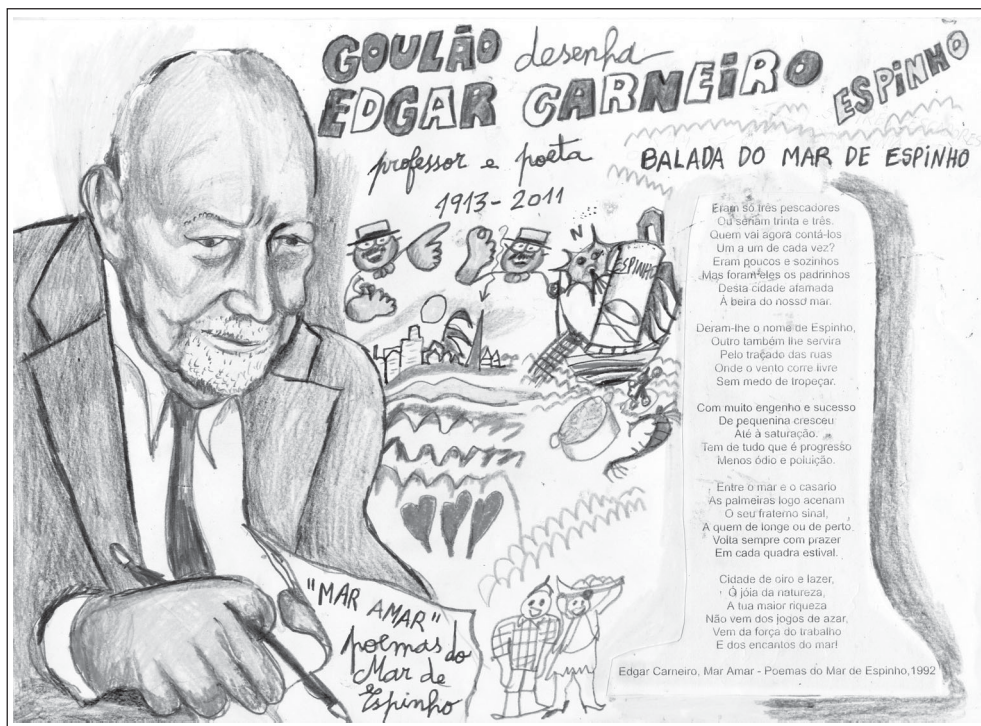 GOULÃO desenha
EDGAR CARNEIRO
ESPINHO
professor e poeta
1913-2011
BALADA DO MAR DE ESPINHO
Eram só três pescadores
Ou seriam trinta e três.
Quem vai agora contá-los
Um a um de cada vez?
Eram poucos e sozinhos
Mas foram eles os padrinhos
Desta cidade afamada
À beira do nosso mar.
Deram-lhe o nome de Espinho,
Outro também lhe servira
Pelo traçado das ruas
Onde o vento corre livre
Sem medo de tropeçar.
Com muito engenho e sucesso
De pequenina cresceu
Até à saturação.
Tem de tudo que é progresso
Menos ódio e poluição.
Entre o mar e o casario
As palmeiras logo acenam
O seu fraterno sinal,
A quem de longe ou de perto
Volta sempre com prazer
Em cada quadra estival.
Cidade de oiro e lazer,
Ó jóia da natureza,
A tua maior riqueza
Não vem dos jogos de azar,
Vem da força do trabalho
E dos encantos do mar!
Edgar Carneiro, Mar Amar - Poemas do Mar de Espinho,1992
N
ESPINHO
"MAR AMAR"
poemas do
Mar de
Espinho